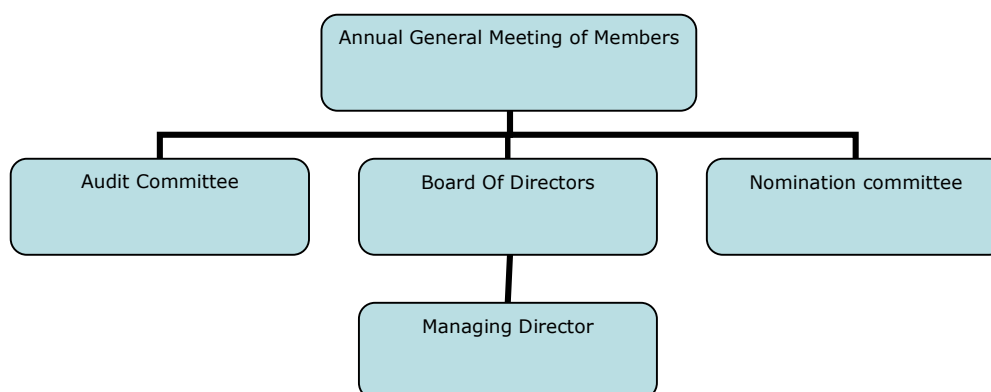 Annual General Meeting of Members
Audit Committee
Board Of Directors
Nomination committee
Managing Director